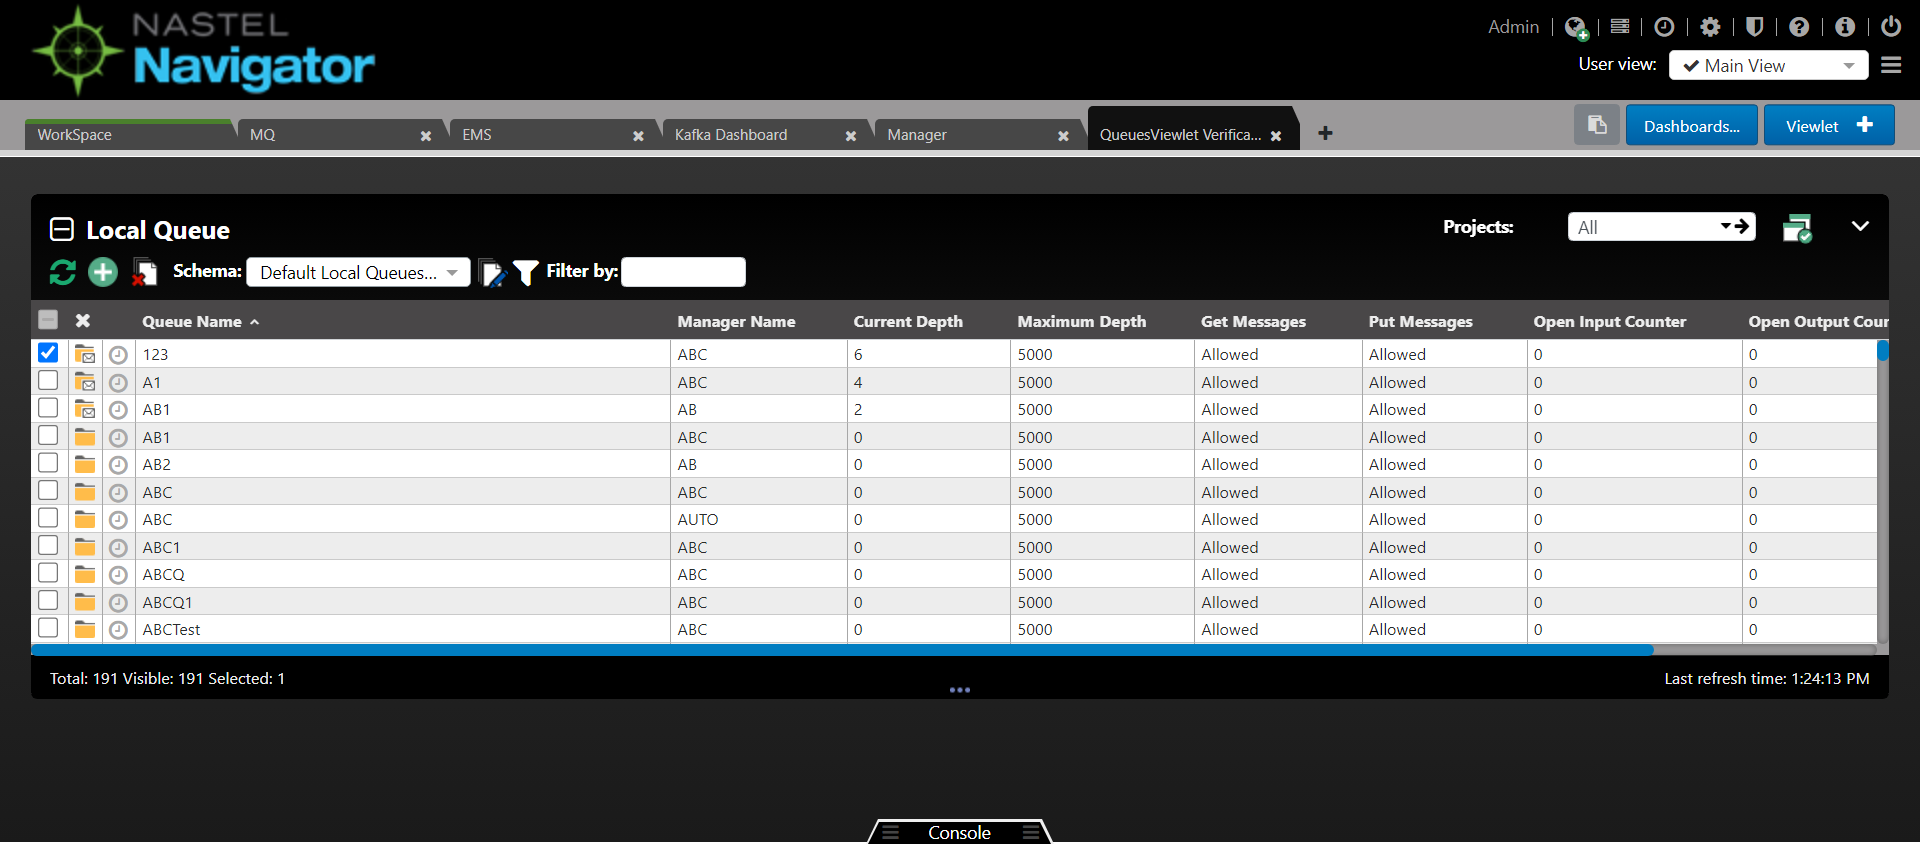 NASTEL
Navigator
Admin
User view: Main View
WorkSpace MQ EMS Kafka Dashboard Manager QueuesViewlet Verifica...
Dashboards... Viewlet
Local Queue
Projects: All
Schema: Default Local Queues... Filter by:
Queue Name Manager Name Current Depth Maximum Depth Get Messages Put Messages Open Input Counter Open Output Coun
123 ABC 6 5000 Allowed Allowed 0 0
A1 ABC 4 5000 Allowed Allowed 0 0
AB1 AB 2 5000 Allowed Allowed 0 0
AB1 ABC 0 5000 Allowed Allowed 0 0
AB2 AB 0 5000 Allowed Allowed 0 0
ABC ABC 0 5000 Allowed Allowed 0 0
ABC AUTO 0 5000 Allowed Allowed 0 0
ABC1 ABC 0 5000 Allowed Allowed 0 0
ABCQ ABC 0 5000 Allowed Allowed 0 0
ABCQ1 ABC 0 5000 Allowed Allowed 0 0
ABCTest ABC 0 5000 Allowed Allowed 0 0
Total: 191 Visible: 191 Selected: 1
Last refresh time: 1:24:13 PM
Console